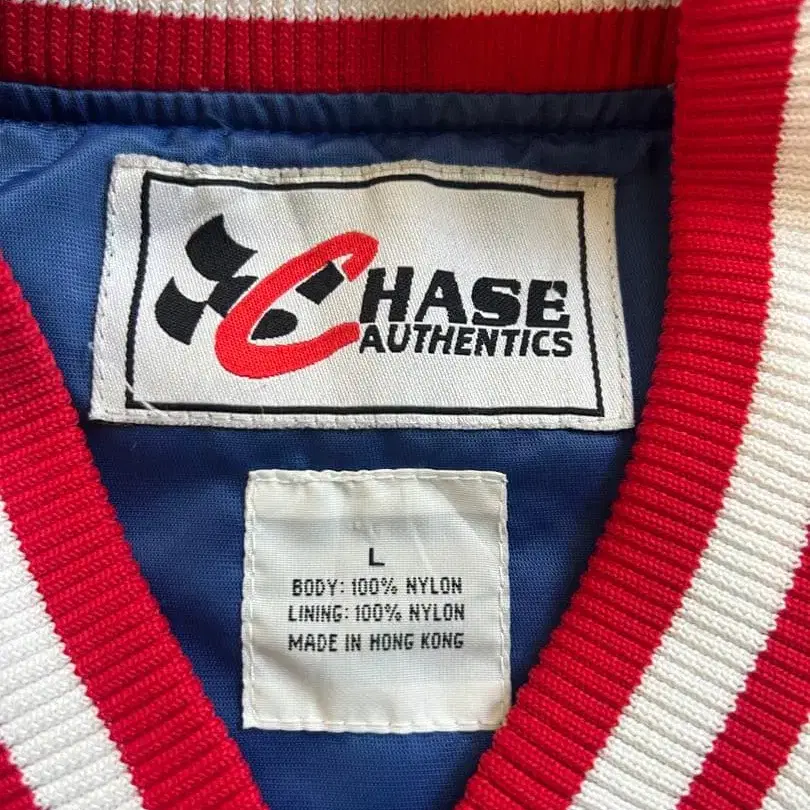 CHASE
AUTHENTICS
L
BODY: 100% NYLON
LINING: 100% NYLON
MADE IN HONG KONG